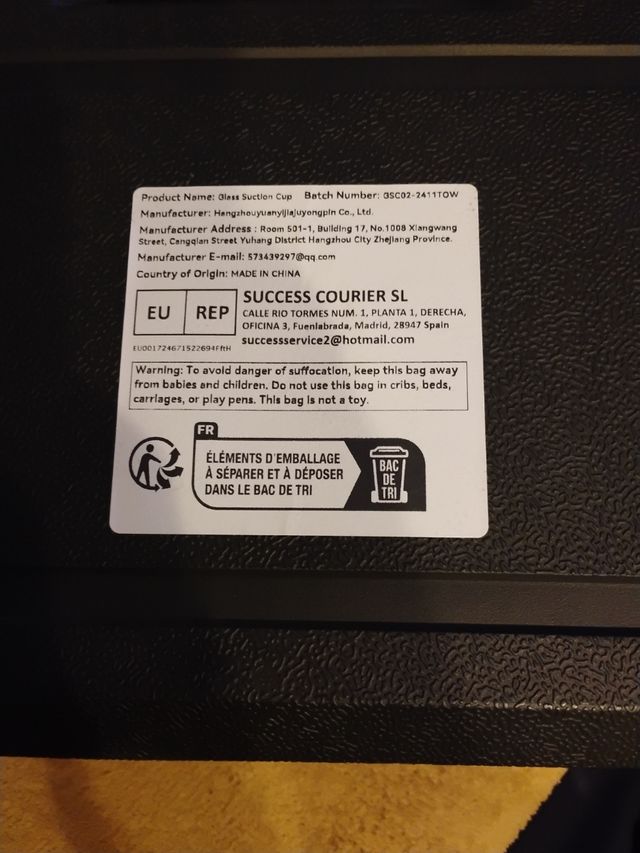 Product Name: Glass Suction Cup Batch Number: GSC02-2411TOW
Manufacturer: Hangzhouyuanyijiajuyongpin Co., Ltd.
Manufacturer Address : Room 501-1, Building 17, No.1008 Xiangwang
Street, Cangqian Street Yuhang District Hangzhou City Zhejiang Province.
Manufacturer E-mail: 573439297@qq.com
Country of Origin: MADE IN CHINA
EU REP
SUCCESS COURIER SL
CALLE RIO TORMES NUM. 1, PLANTA 1, DERECHA,
OFICINA 3, Fuenlabrada, Madrid, 28947 Spain
successservice2@hotmail.com
Warning: To avoid danger of suffocation, keep this bag away
from babies and children. Do not use this bag in cribs, beds,
carriages, or play pens. This bag is not a toy.
FR
ÉLÉMENTS D'EMBALLAGE
À SÉPARER ET À DÉPOSER
DANS LE BAC DE TRI
BAC
DE
TRI